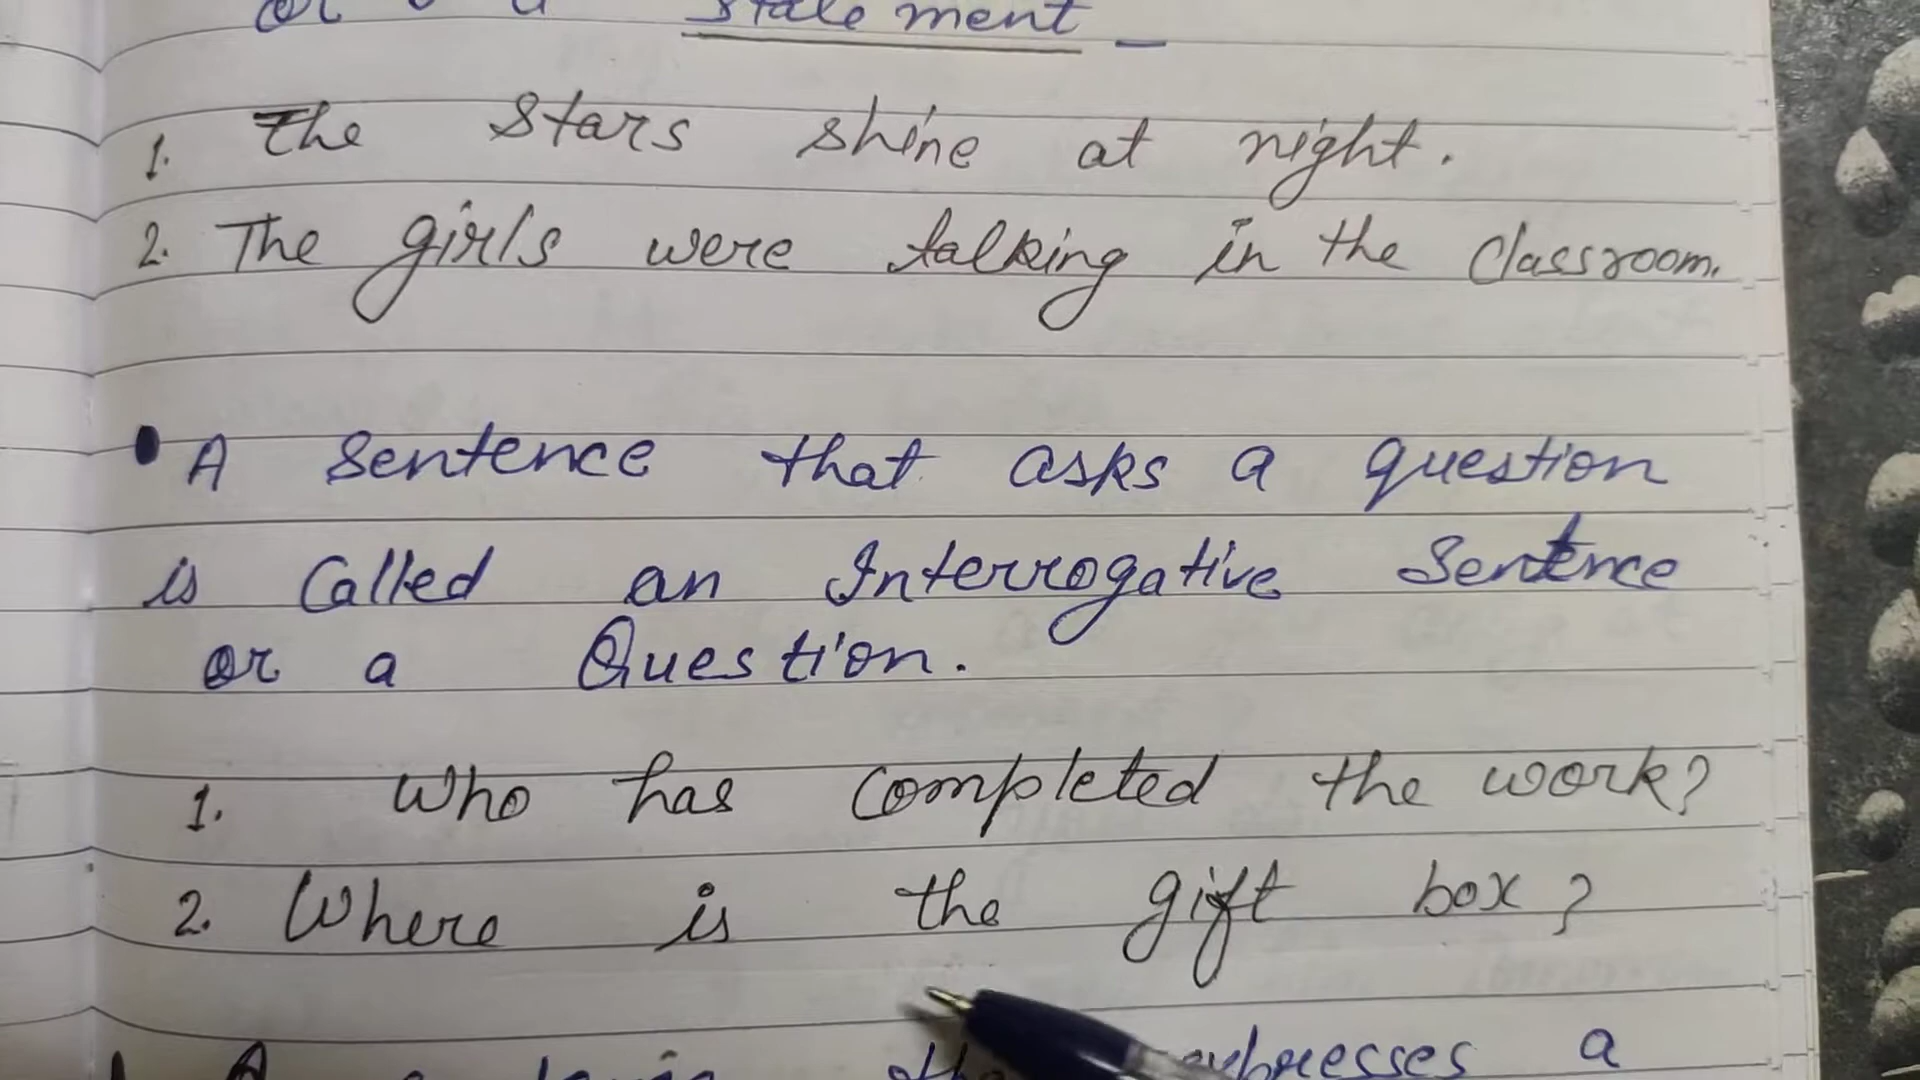 or a Statement -
1. The Stars shine at night.
2. The girls were talking in the Classroom.
• A Sentence that asks a question
is Called an Interrogative Sentence
or a Question.
1. Who has Completed the work?
2. Where is the gift box?
A expresses a